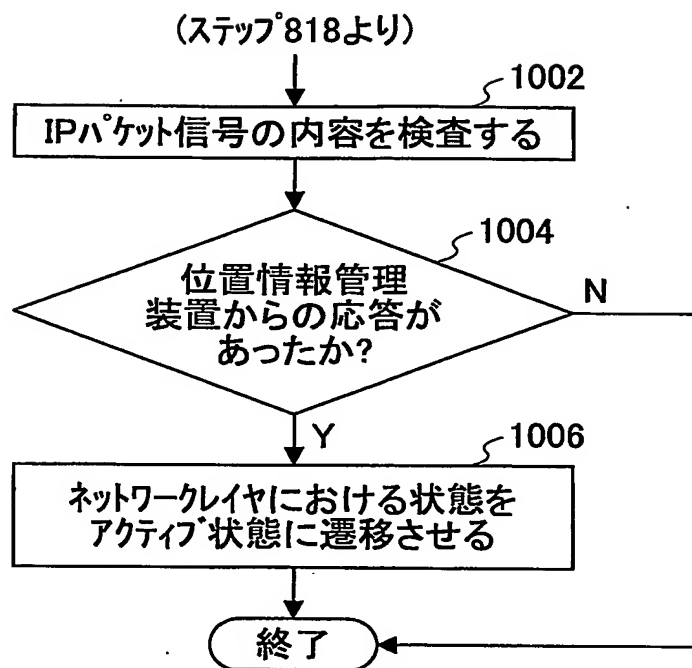 (ステップ818より)
1002
IPパケット信号の内容を検査する
1004
位置情報管理
装置からの応答が
あったか?
N
Y
1006
ネットワークレイヤにおける状態を
アクティブ状態に遷移させる
終了